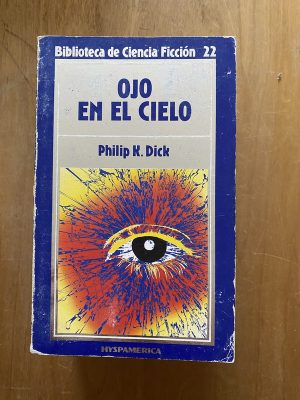 Biblioteca de Ciencia Ficción 22
OJO
EN EL CIELO
Philip K. Dick
HYSPAMERICA